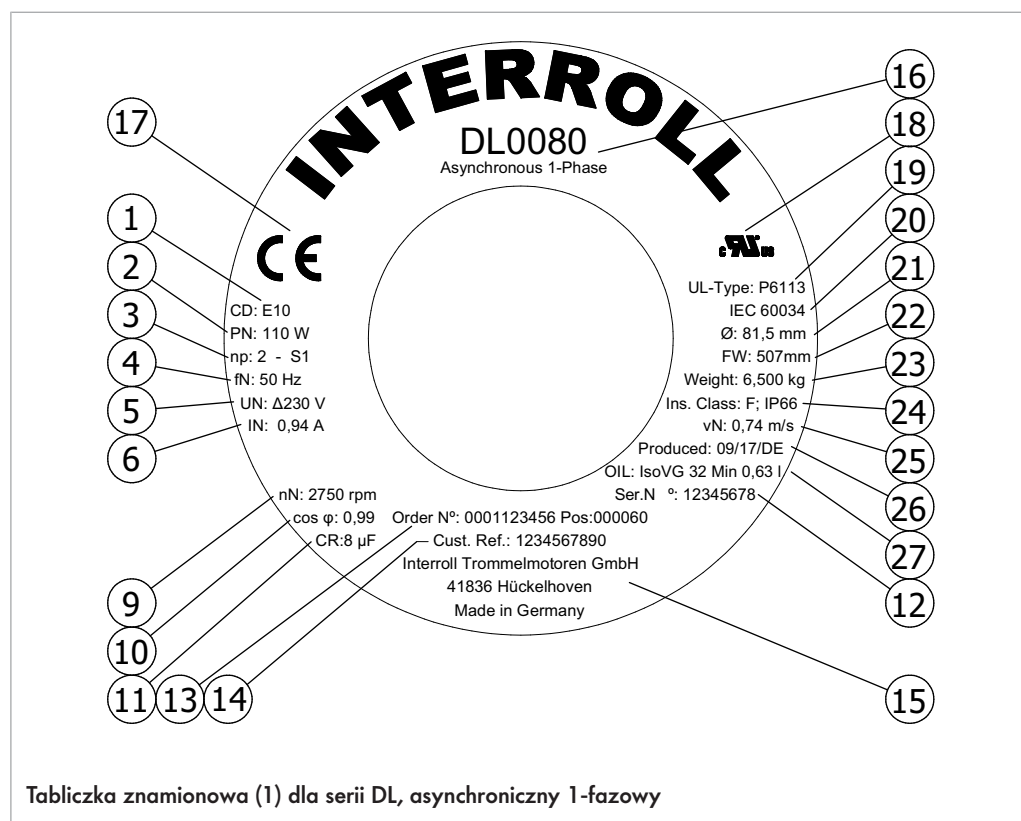 INTERROLL
DL0080
Asynchronous 1-Phase
CE
c RU us
17
1
2
3
4
5
6
CD: E10
PN: 110 W
np: 2 - S1
fN: 50 Hz
UN: Δ230 V
IN: 0,94 A
16
18
19
20
21
22
23
24
25
26
27
12
UL-Type: P6113
IEC 60034
Ø: 81,5 mm
FW: 507mm
Weight: 6,500 kg
Ins. Class: F; IP66
vN: 0,74 m/s
Produced: 09/17/DE
OIL: IsoVG 32 Min 0,63 l
Ser.N º: 12345678
nN: 2750 rpm
cos φ: 0,99
CR:8 µF
Order Nº: 0001123456 Pos:000060
Cust. Ref.: 1234567890
Interroll Trommelmotoren GmbH
41836 Hückelhoven
Made in Germany
9
10
11 13 14
15
Tabliczka znamionowa (1) dla serii DL, asynchroniczny 1-fazowy